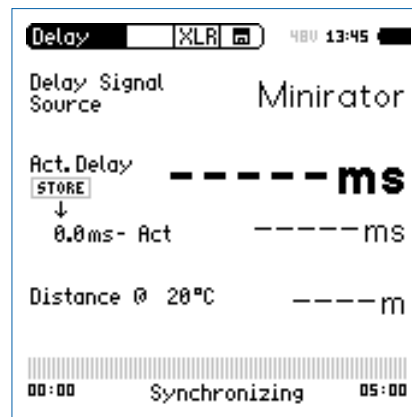 Delay XLR 48V 13:45
Delay Signal Minirator
Source
Act. Delay -----ms
STORE
↓
0.0ms- Act -----ms
Distance @ 20°C ----m
00:00 Synchronizing 05:00